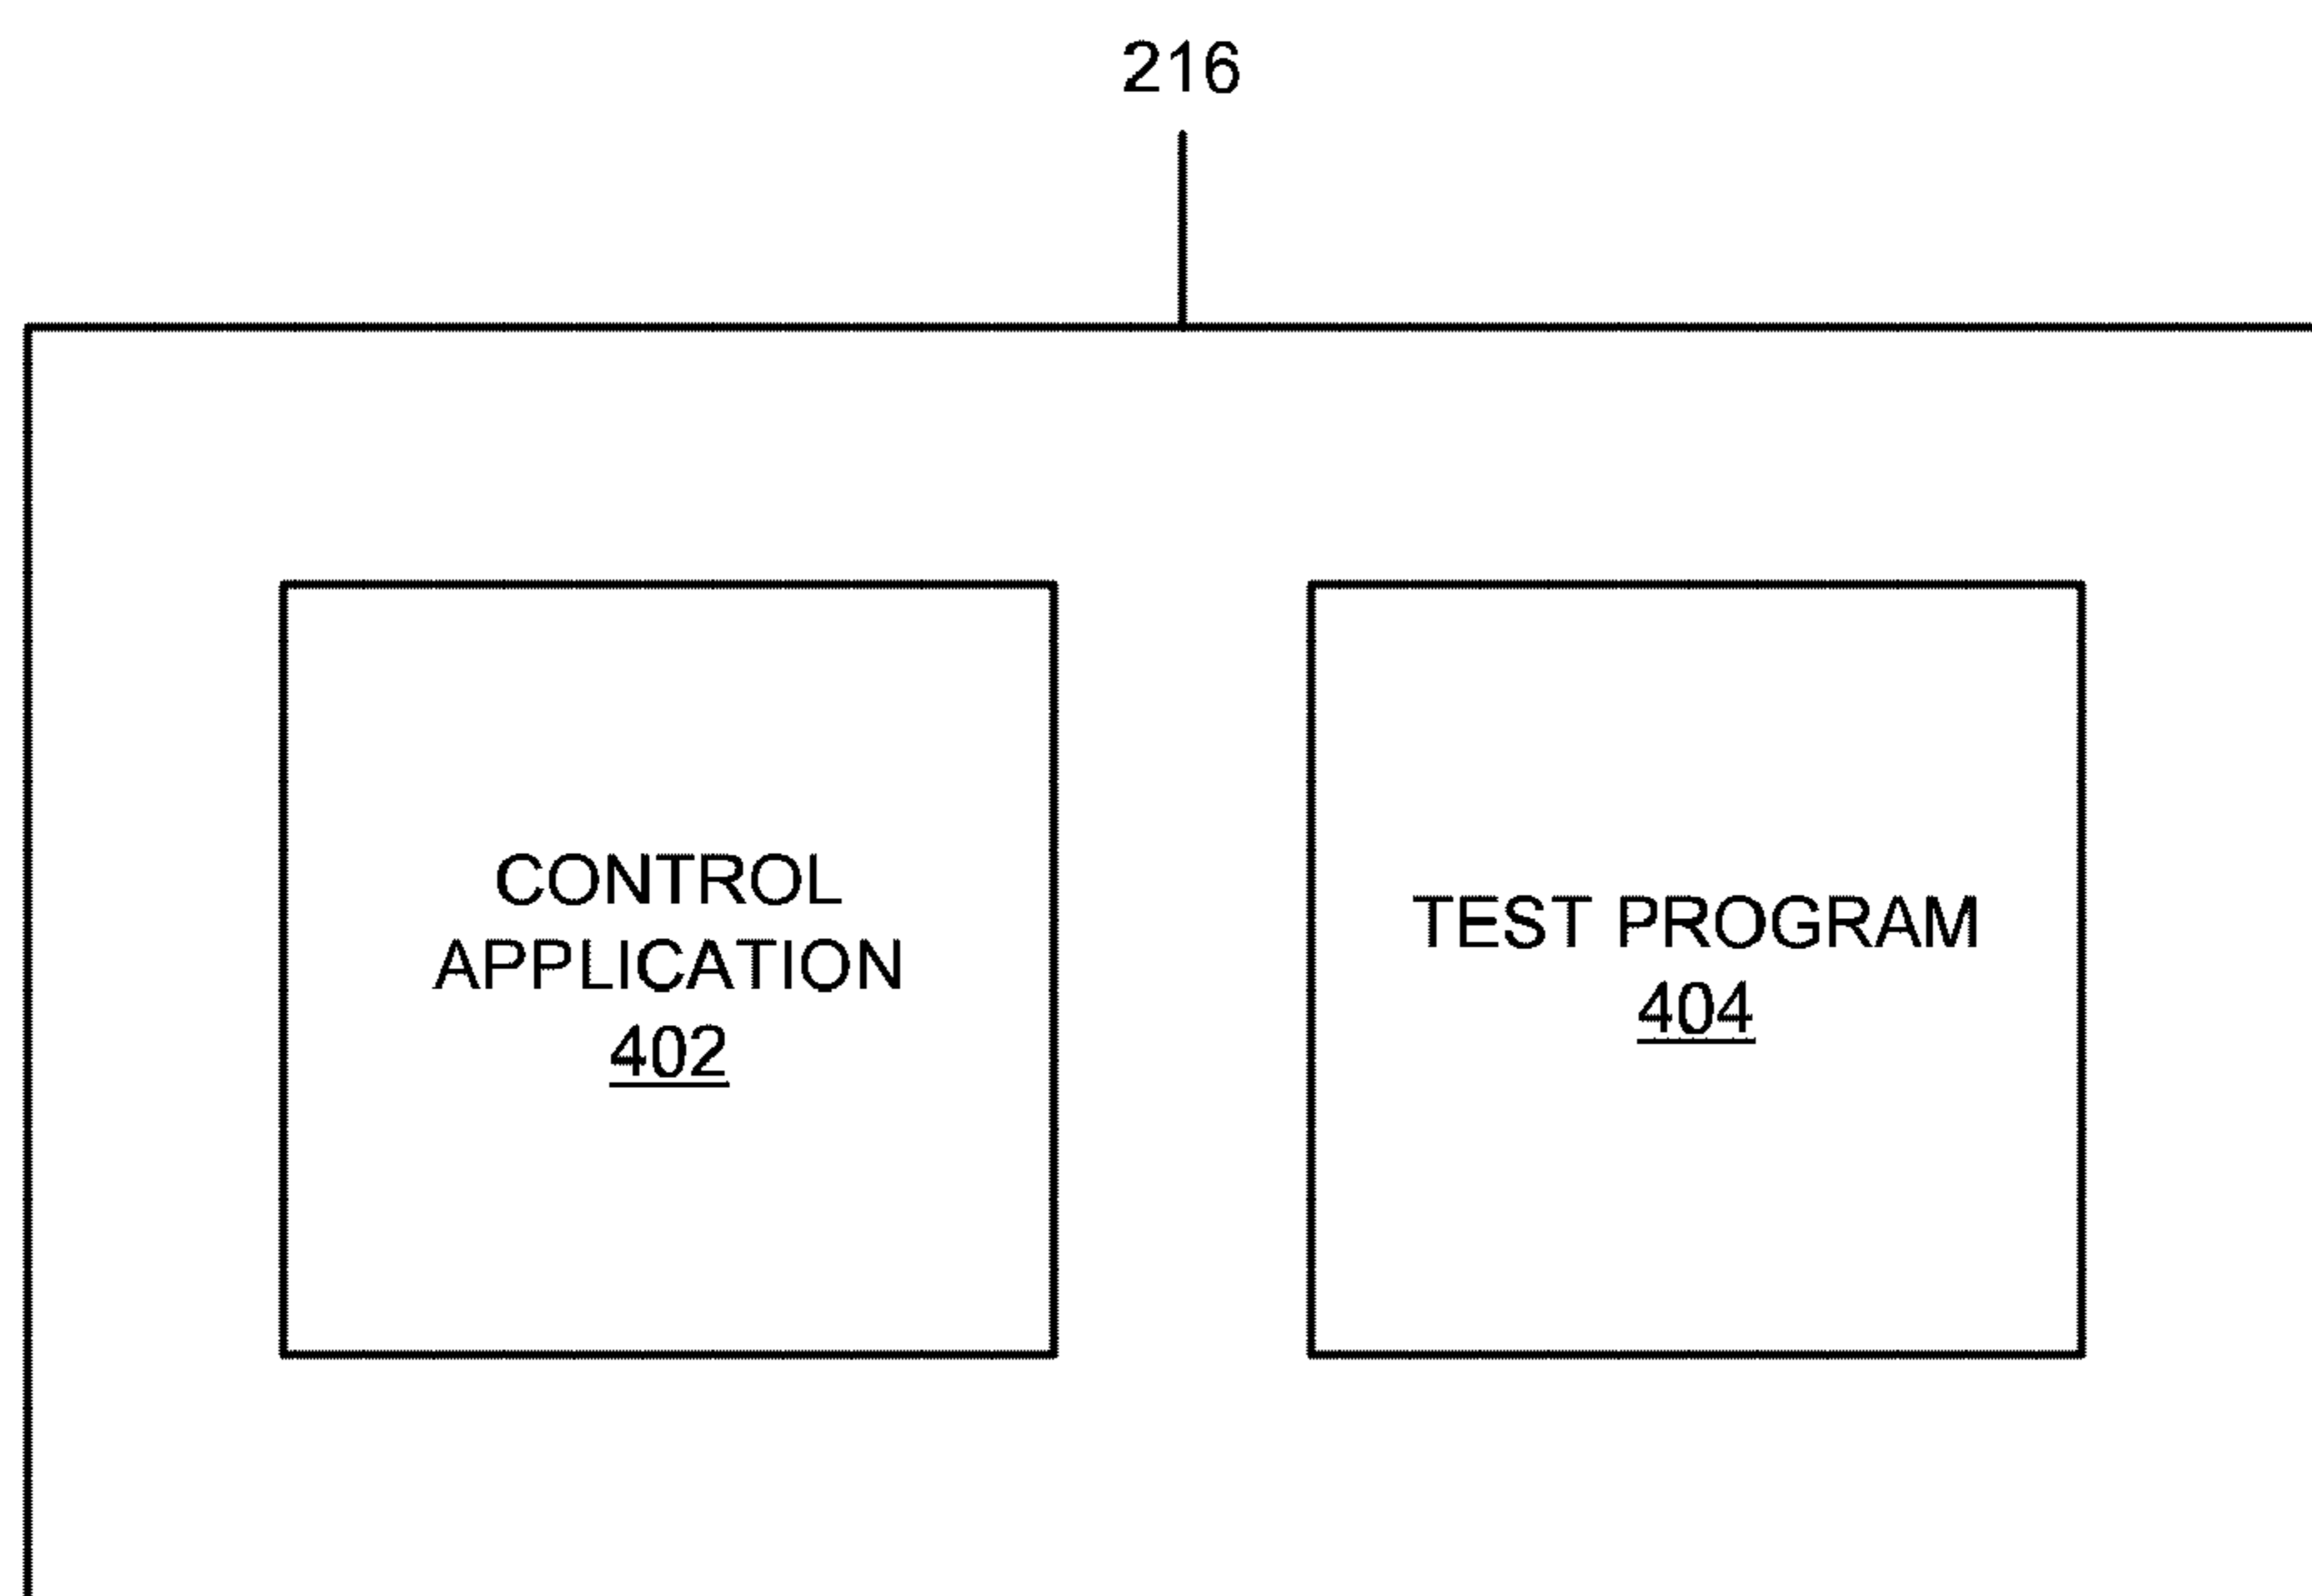 216
CONTROL
APPLICATION
402
TEST PROGRAM
404